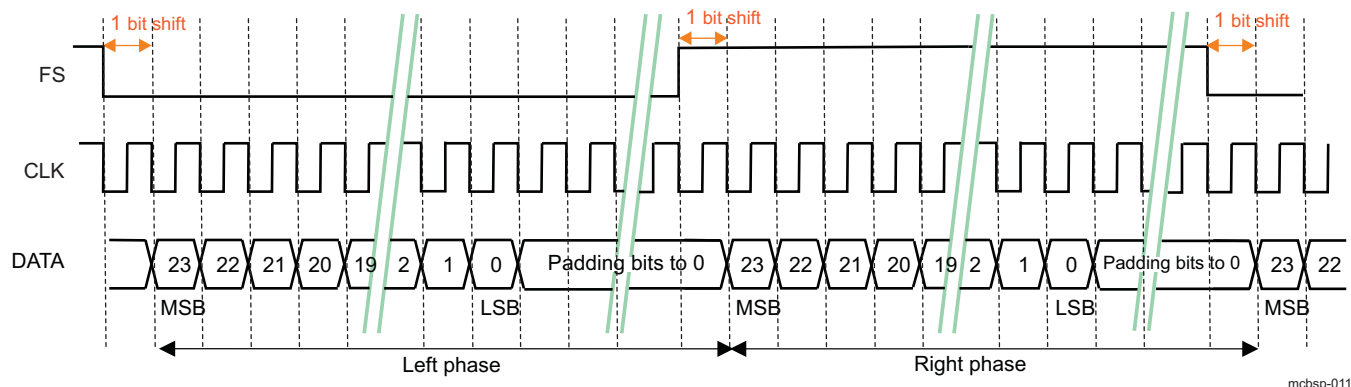 1 bit shift 1 bit shift 1 bit shift
FS
CLK
DATA 23 22 21 20 19 2 1 0 Padding bits to 0 23 22 21 20 19 2 1 0 Padding bits to 0 23 22
MSB LSB MSB LSB MSB
Left phase Right phase
mcbsp-011